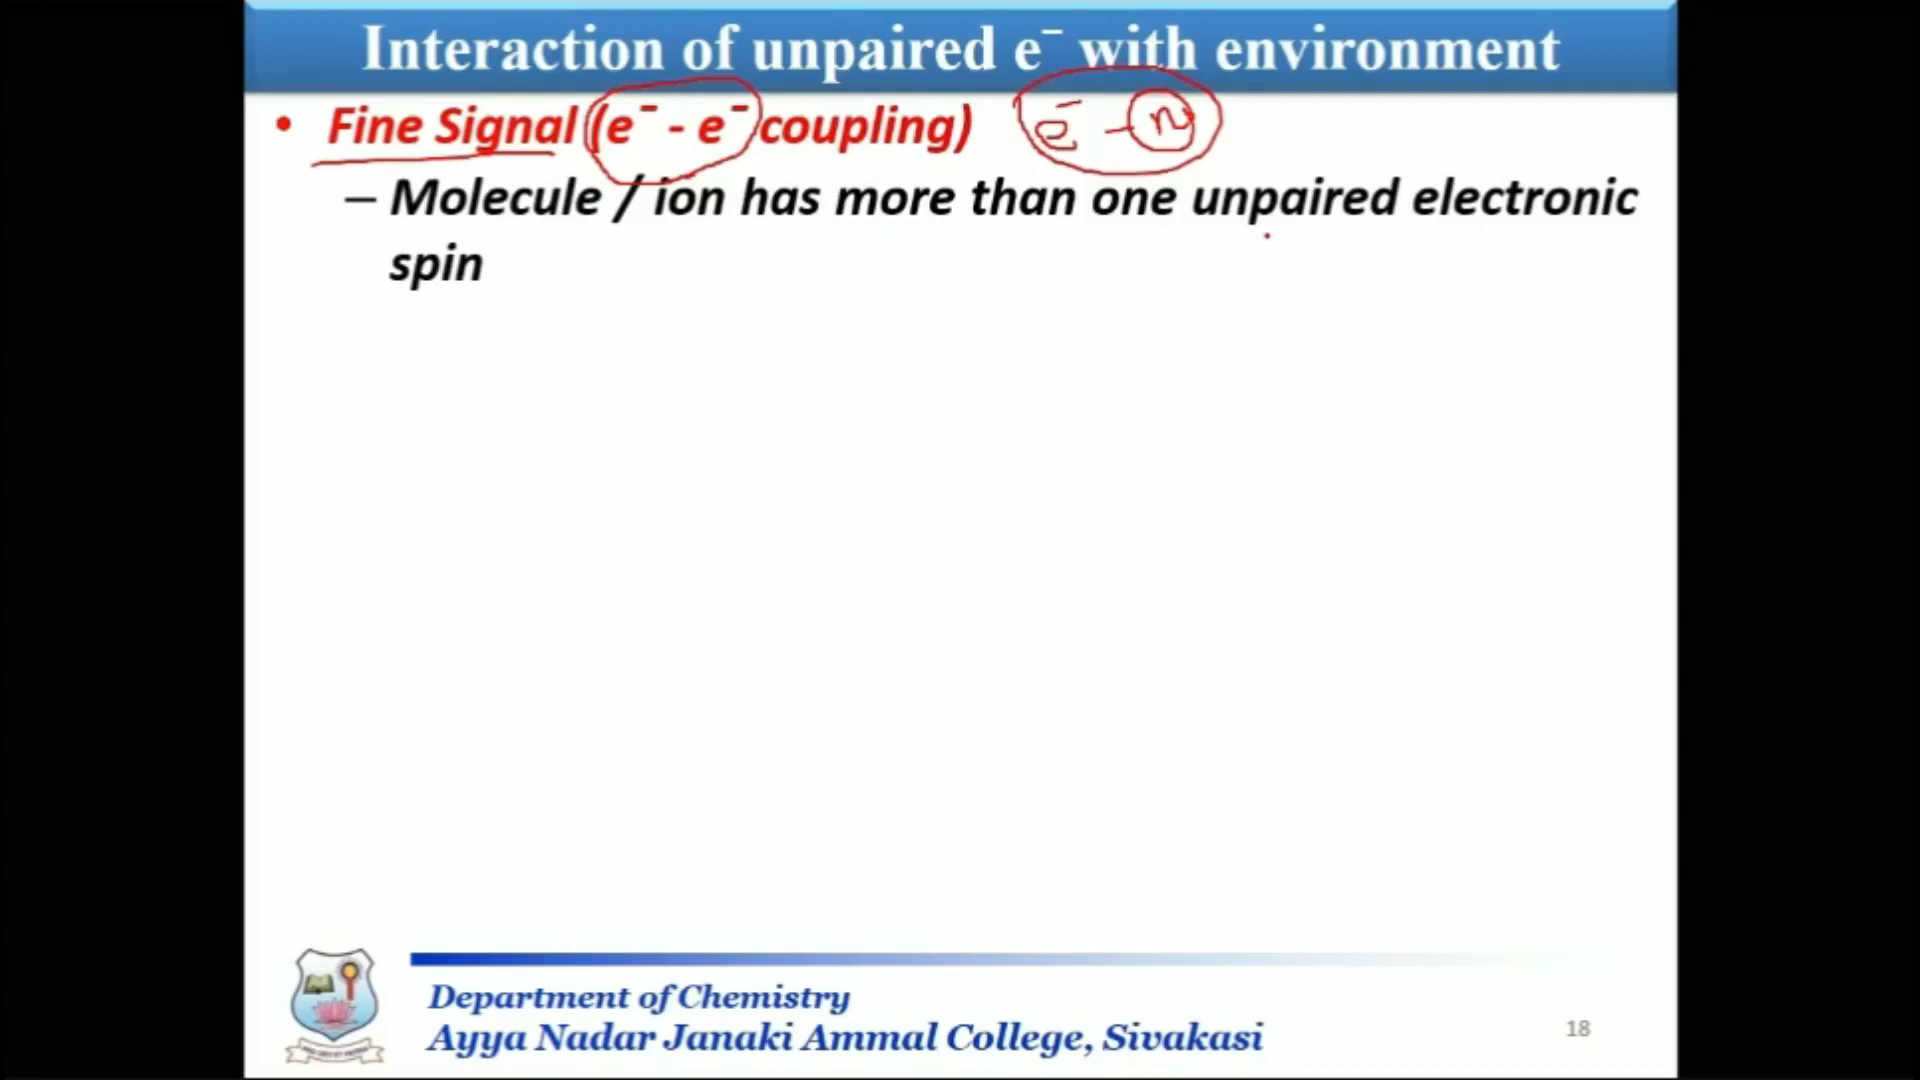 Interaction of unpaired e⁻ with environment
• Fine Signal (e⁻ - e⁻ coupling) e⁻ - n
– Molecule / ion has more than one unpaired electronic
spin
Department of Chemistry
Ayya Nadar Janaki Ammal College, Sivakasi
18